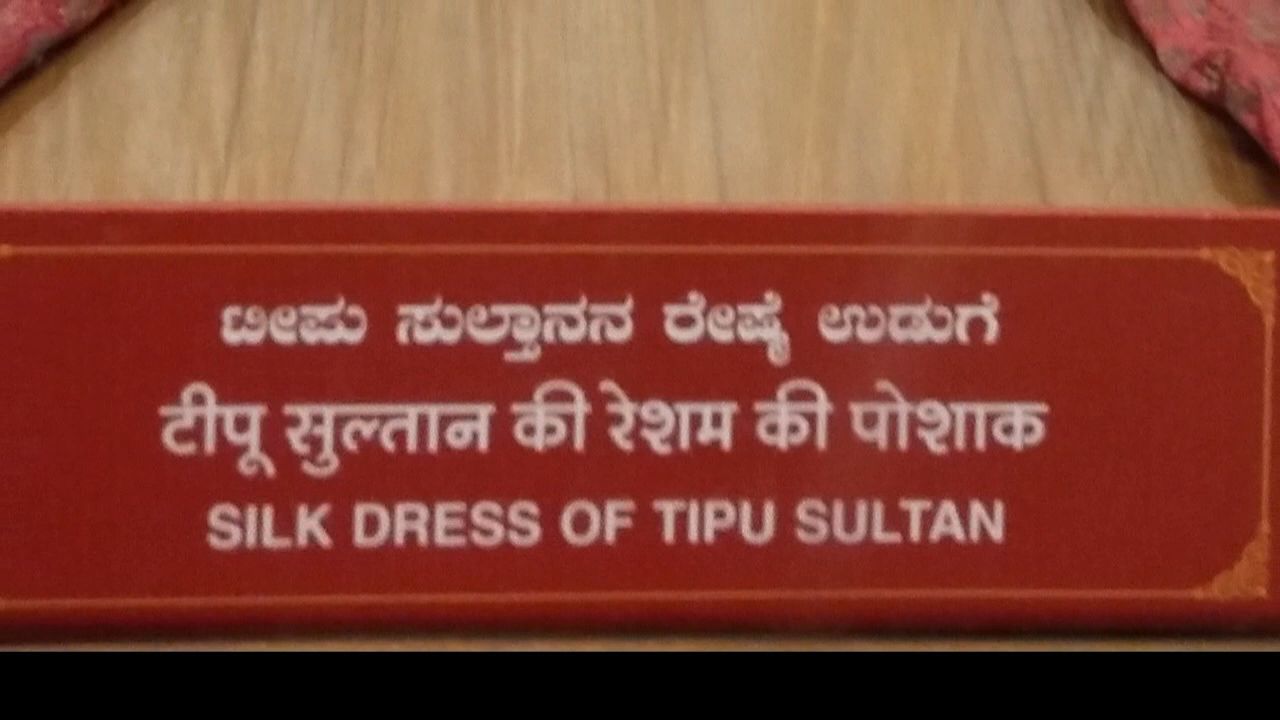 ಟೀಪು ಸುಲ್ತಾನನ ರೇಷ್ಮೆ ಉಡುಗೆ
टीपू सुल्तान की रेशम की पोशाक
SILK DRESS OF TIPU SULTAN